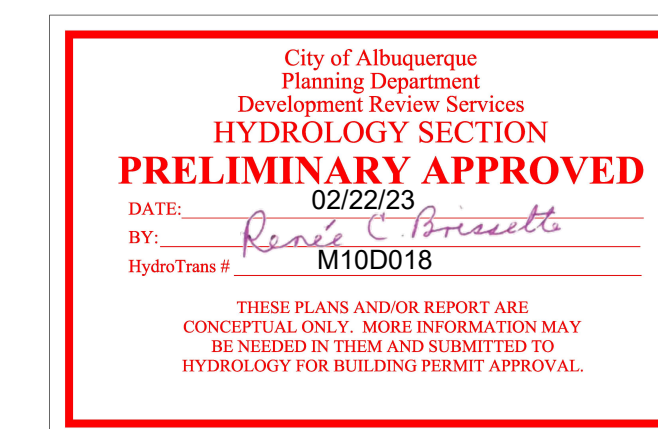 City of Albuquerque
Planning Department
Development Review Services
HYDROLOGY SECTION
PRELIMINARY APPROVED
DATE: 02/22/23
BY: Renée C. Brissette
HydroTrans # M10D018
THESE PLANS AND/OR REPORT ARE
CONCEPTUAL ONLY. MORE INFORMATION MAY
BE NEEDED IN THEM AND SUBMITTED TO
HYDROLOGY FOR BUILDING PERMIT APPROVAL.